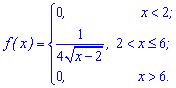 f(x) = { 0, x < 2;
1/(4√(x−2)), 2 < x ≤ 6;
0, x > 6.